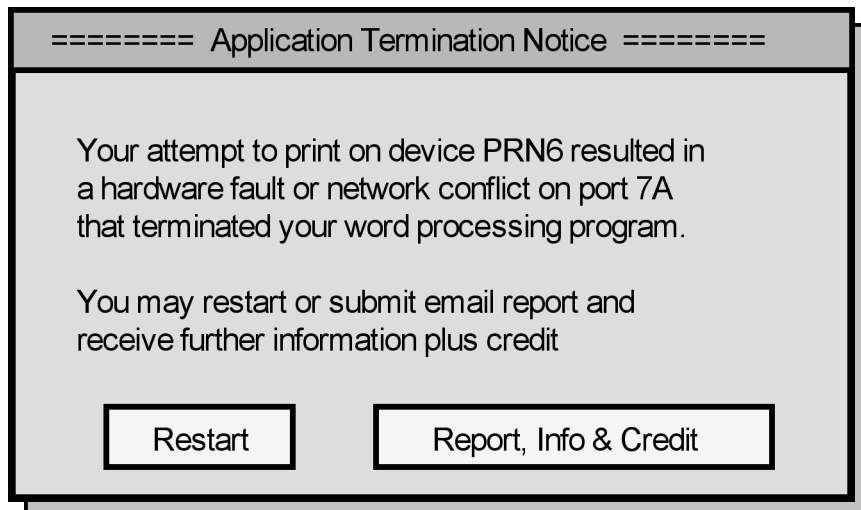 ======== Application Termination Notice ========
Your attempt to print on device PRN6 resulted in
a hardware fault or network conflict on port 7A
that terminated your word processing program.
You may restart or submit email report and
receive further information plus credit
Restart
Report, Info & Credit